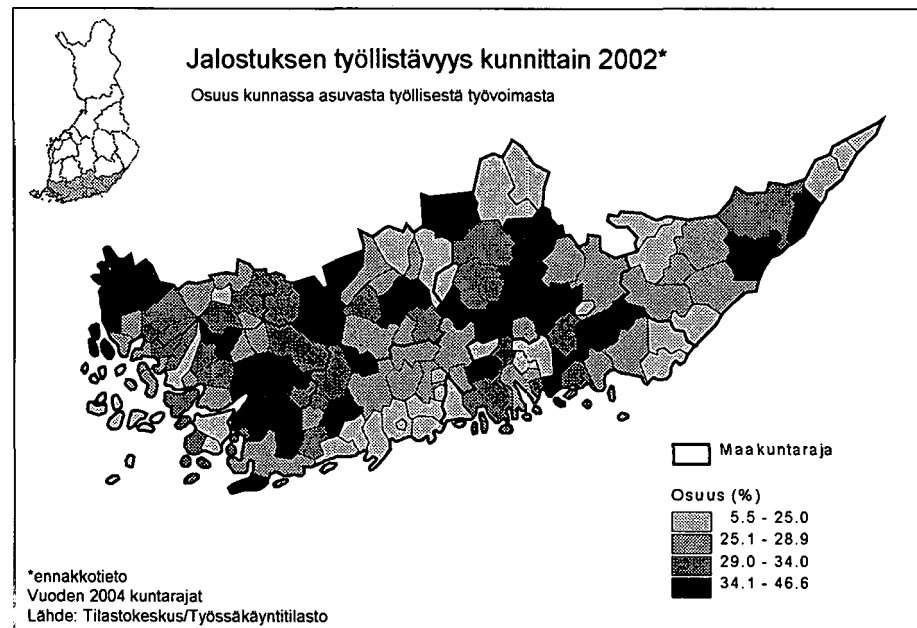 Jalostuksen työllistävyys kunnittain 2002*
Osuus kunnassa asuvasta työllisestä työvoimasta
Maakuntaraja
Osuus (%)
5.5 - 25.0
25.1 - 28.9
29.0 - 34.0
34.1 - 46.6
*ennakkotieto
Vuoden 2004 kuntarajat
Lähde: Tilastokeskus/Työssäkäyntitilasto